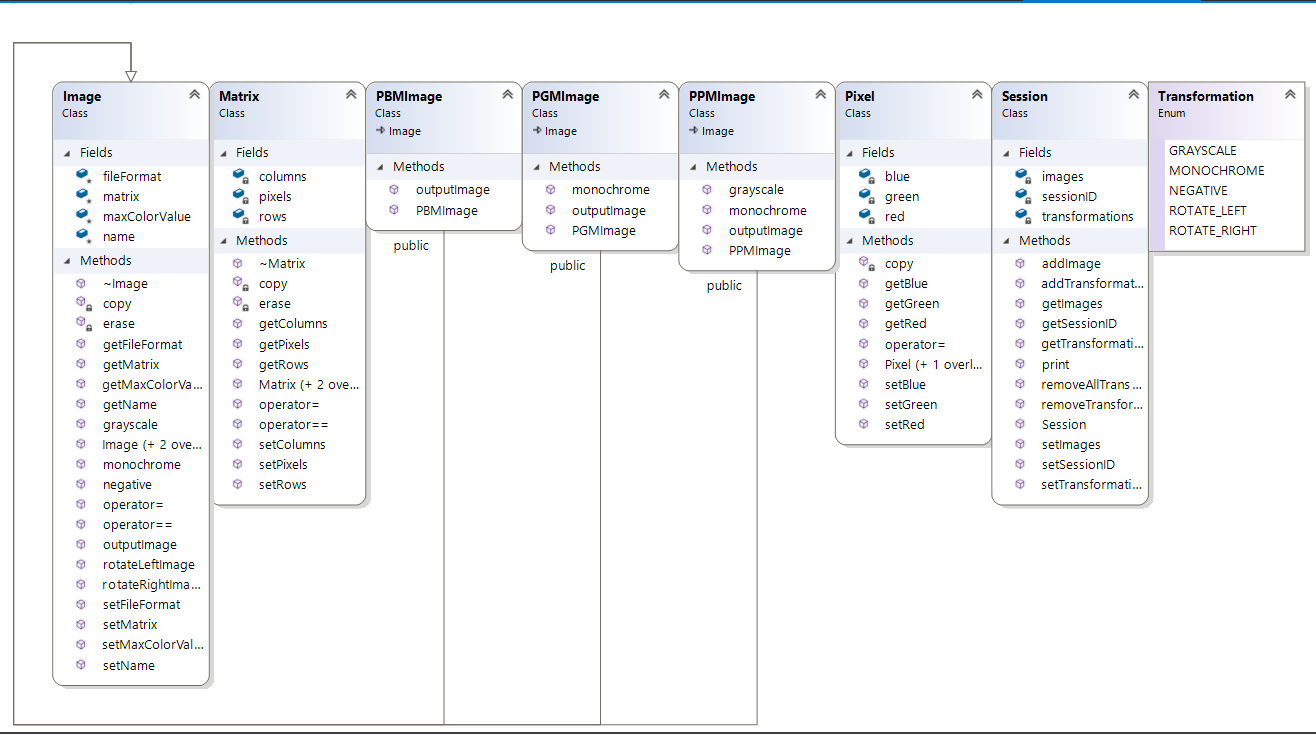 Image
Class
Fields
fileFormat
matrix
maxColorValue
name
Methods
~Image
copy
erase
getFileFormat
getMatrix
getMaxColorVa...
getName
grayscale
Image (+ 2 ove...
monochrome
negative
operator=
operator==
outputImage
rotateLeftImage
rotateRightIma...
setFileFormat
setMatrix
setMaxColorVal...
setName
Matrix
Class
Fields
columns
pixels
rows
Methods
~Matrix
copy
erase
getColumns
getPixels
getRows
Matrix (+ 2 ove...
operator=
operator==
setColumns
setPixels
setRows
PBMImage
Class
Image
Methods
outputImage
PBMImage
public
PGMImage
Class
Image
Methods
monochrome
outputImage
PGMImage
public
PPMImage
Class
Image
Methods
grayscale
monochrome
outputImage
PPMImage
public
Pixel
Class
Fields
blue
green
red
Methods
copy
getBlue
getGreen
getRed
operator=
Pixel (+ 1 overl...
setBlue
setGreen
setRed
Session
Class
Fields
images
sessionID
transformations
Methods
addImage
addTransformat...
getImages
getSessionID
getTransformati...
print
removeAllTrans...
removeTransfor...
Session
setImages
setSessionID
setTransformati...
Transformation
Enum
GRAYSCALE
MONOCHROME
NEGATIVE
ROTATE_LEFT
ROTATE_RIGHT